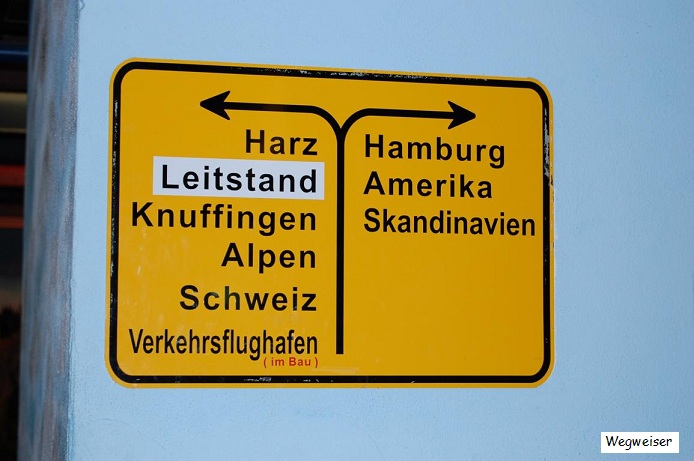 Harz
Leitstand
Knuffingen
Alpen
Schweiz
Verkehrsflughafen
( im Bau )
Hamburg
Amerika
Skandinavien
Wegweiser